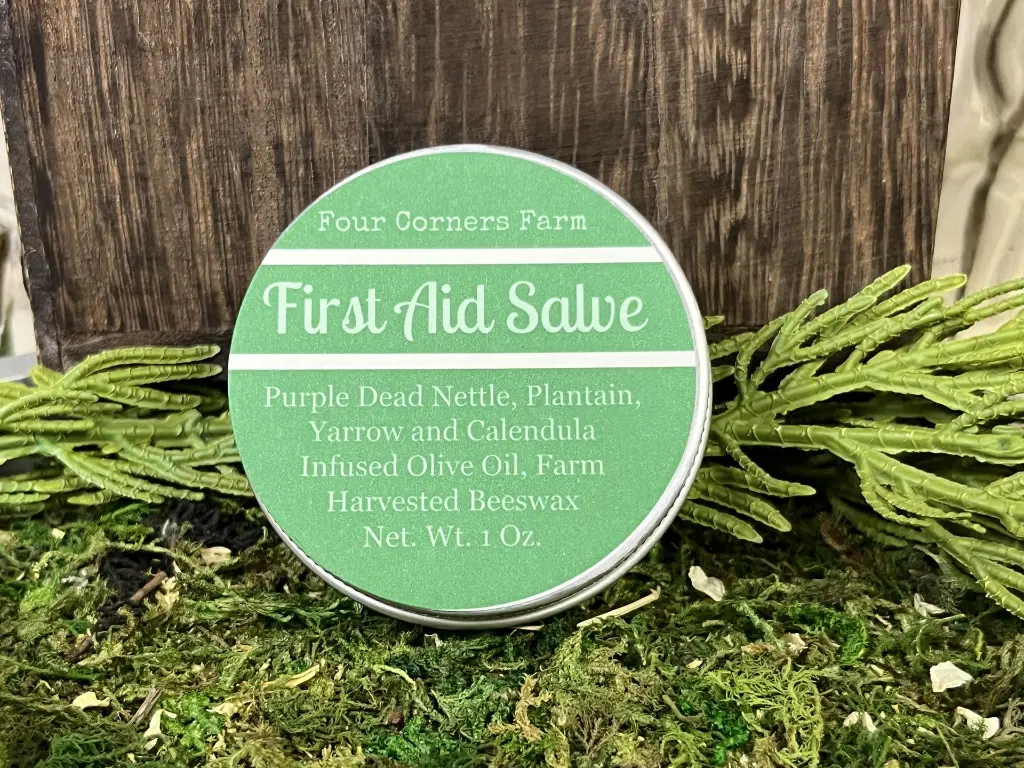 Four Corners Farm
First Aid Salve
Purple Dead Nettle, Plantain,
Yarrow and Calendula
Infused Olive Oil, Farm
Harvested Beeswax
Net. Wt. 1 Oz.